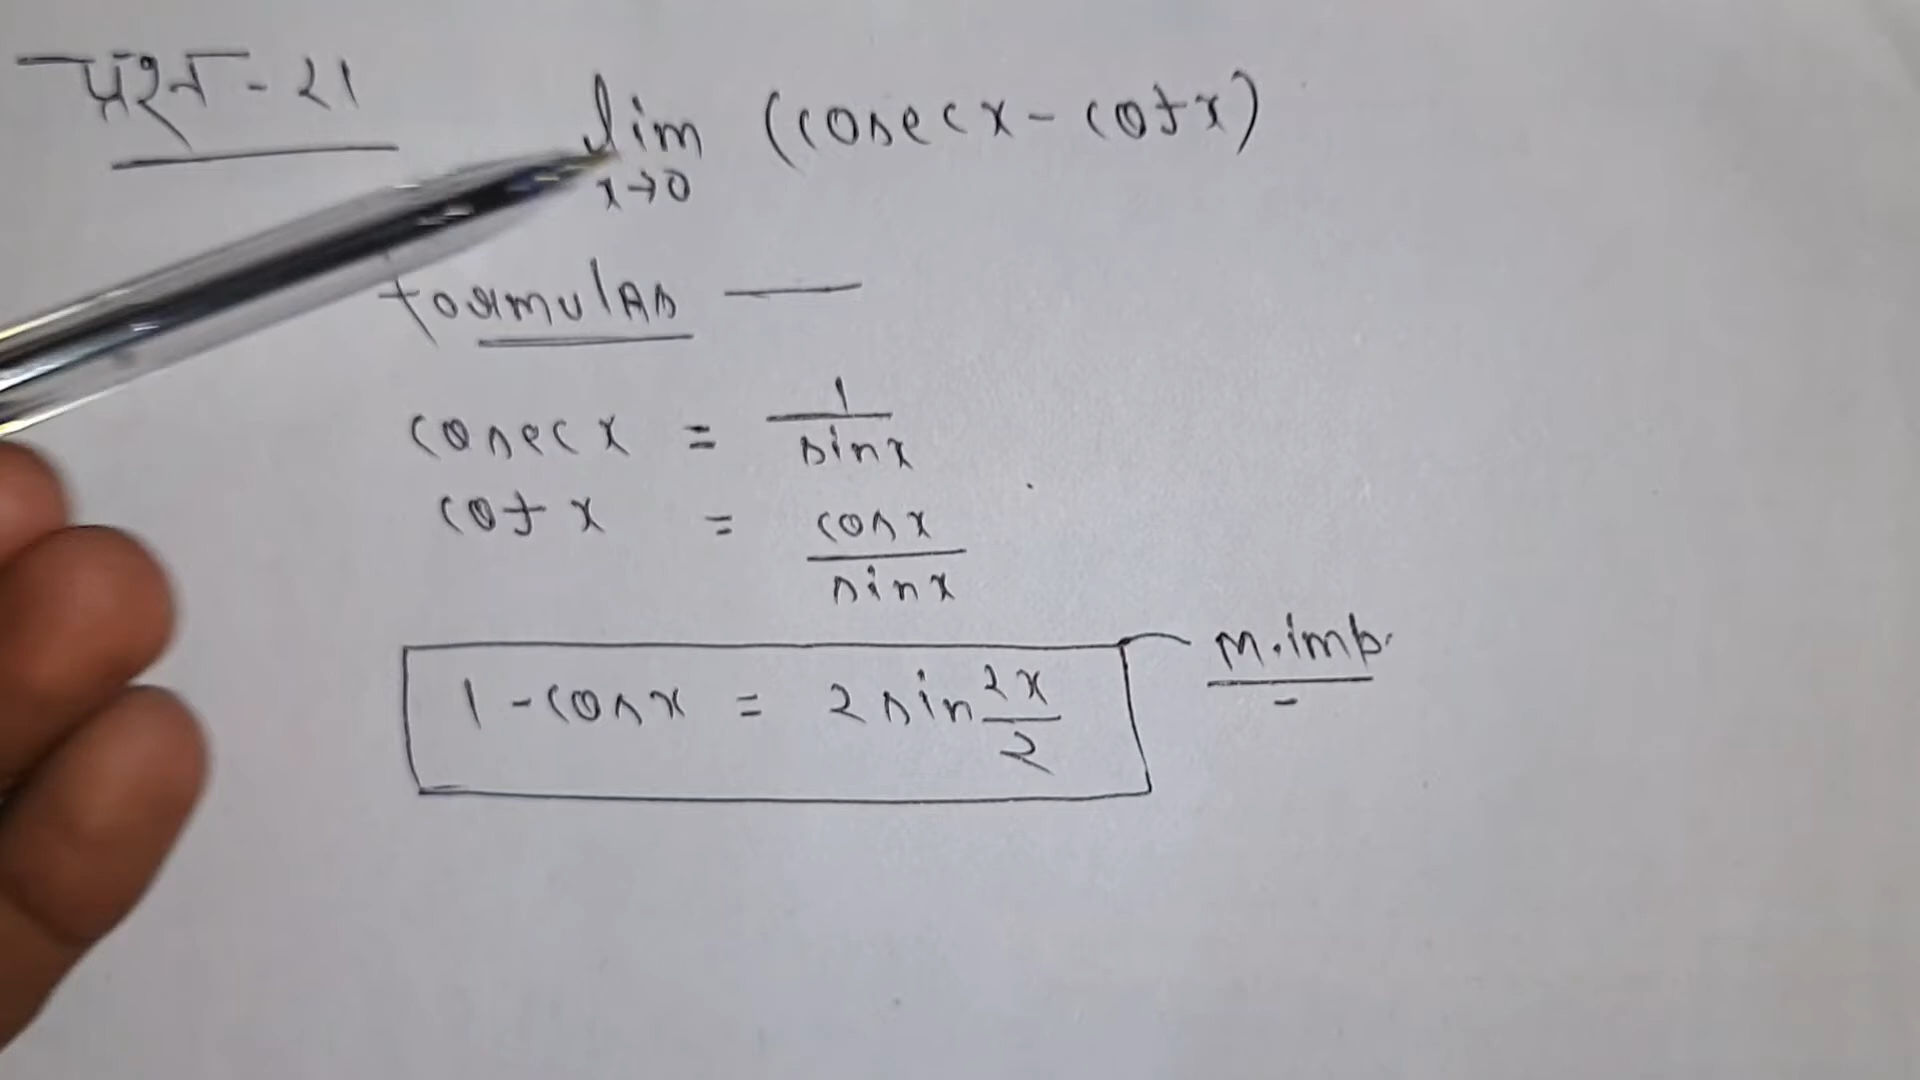 प्रश्न - 21
lim (cosec x - cot x)
x→0
Formulas —
cosec x = 1/sin x
cot x = cos x/sin x
1 - cos x = 2 sin² x/2
M. imp.